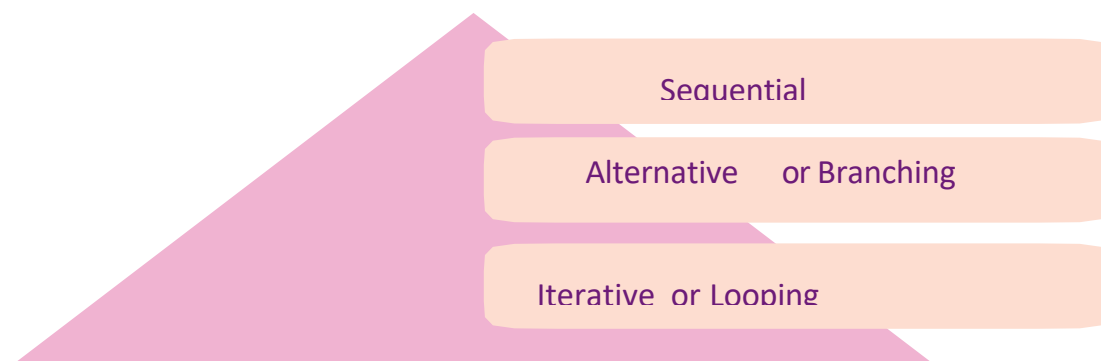 Sequential
Alternative or Branching
Iterative or Looping